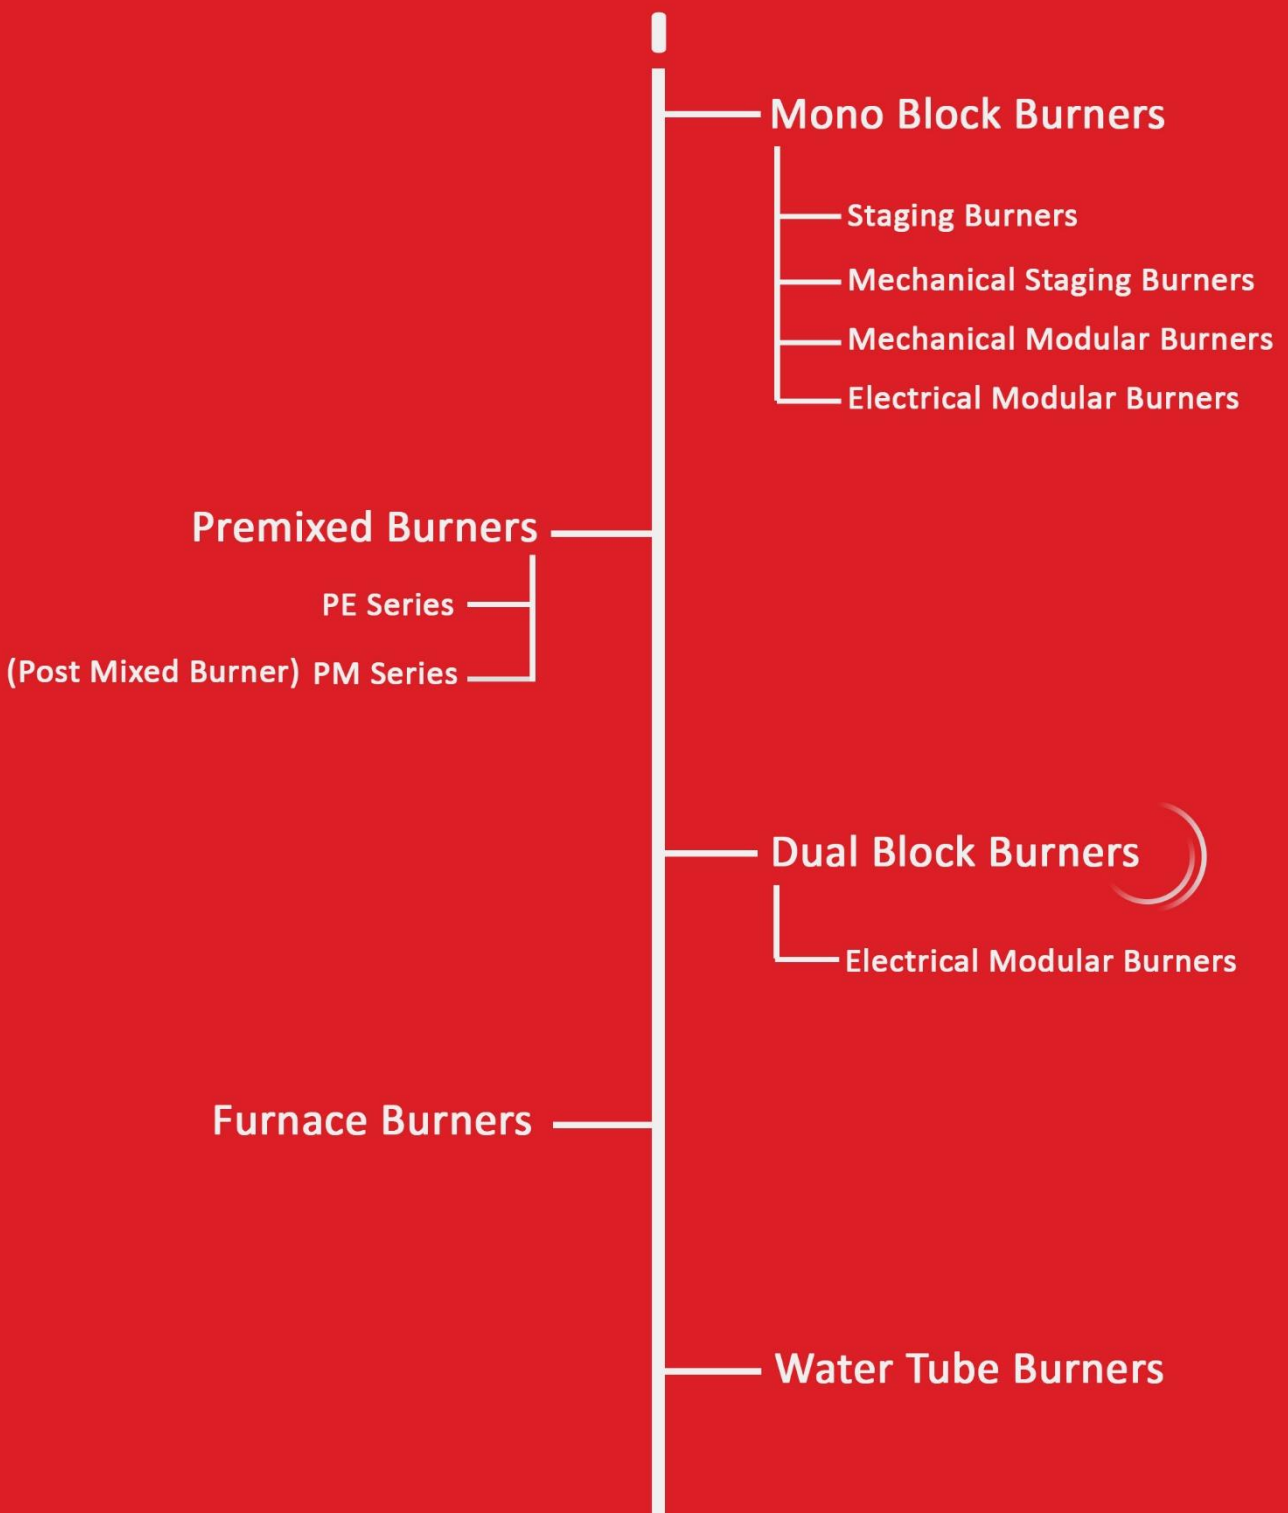 Mono Block Burners
Staging Burners
Mechanical Staging Burners
Mechanical Modular Burners
Electrical Modular Burners
Premixed Burners
PE Series
(Post Mixed Burner) PM Series
Dual Block Burners
Electrical Modular Burners
Furnace Burners
Water Tube Burners